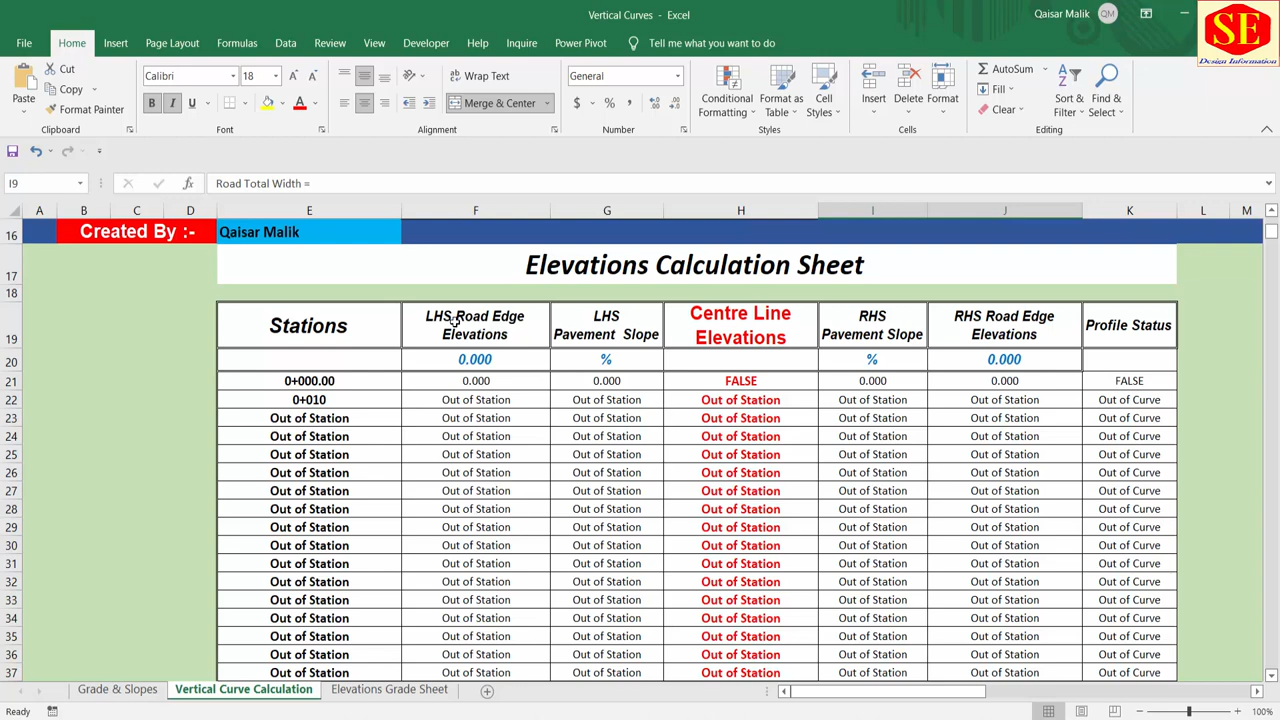 Vertical Curves - Excel
Qaisar Malik QM
SE
Design Information
File Home Insert Page Layout Formulas Data Review View Developer Help Inquire Power Pivot Tell me what you want to do
Paste
Cut
Copy
Format Painter
Clipboard
Calibri 18
B I U
Font
Wrap Text
Merge & Center
Alignment
General
$ % ,
Number
Conditional Formatting
Format as Table
Cell Styles
Styles
Insert
Delete
Format
Cells
AutoSum
Fill
Clear
Sort & Filter
Find & Select
Editing
I9 fx Road Total Width =
A B C D E F G H I J K L M
16 Created By :- Qaisar Malik
17 Elevations Calculation Sheet
18
19 Stations LHS Road Edge Elevations LHS Pavement Slope Centre Line Elevations RHS Pavement Slope RHS Road Edge Elevations Profile Status
20 0.000 % % 0.000
21 0+000.00 0.000 0.000 FALSE 0.000 0.000 FALSE
22 0+010 Out of Station Out of Station Out of Station Out of Station Out of Station Out of Curve
23 Out of Station Out of Station Out of Station Out of Station Out of Station Out of Station Out of Curve
24 Out of Station Out of Station Out of Station Out of Station Out of Station Out of Station Out of Curve
25 Out of Station Out of Station Out of Station Out of Station Out of Station Out of Station Out of Curve
26 Out of Station Out of Station Out of Station Out of Station Out of Station Out of Station Out of Curve
27 Out of Station Out of Station Out of Station Out of Station Out of Station Out of Station Out of Curve
28 Out of Station Out of Station Out of Station Out of Station Out of Station Out of Station Out of Curve
29 Out of Station Out of Station Out of Station Out of Station Out of Station Out of Station Out of Curve
30 Out of Station Out of Station Out of Station Out of Station Out of Station Out of Station Out of Curve
31 Out of Station Out of Station Out of Station Out of Station Out of Station Out of Station Out of Curve
32 Out of Station Out of Station Out of Station Out of Station Out of Station Out of Station Out of Curve
33 Out of Station Out of Station Out of Station Out of Station Out of Station Out of Station Out of Curve
34 Out of Station Out of Station Out of Station Out of Station Out of Station Out of Station Out of Curve
35 Out of Station Out of Station Out of Station Out of Station Out of Station Out of Station Out of Curve
36 Out of Station Out of Station Out of Station Out of Station Out of Station Out of Station Out of Curve
37 Out of Station Out of Station Out of Station Out of Station Out of Station Out of Station Out of Curve
Grade & Slopes Vertical Curve Calculation Elevations Grade Sheet
Ready 100%